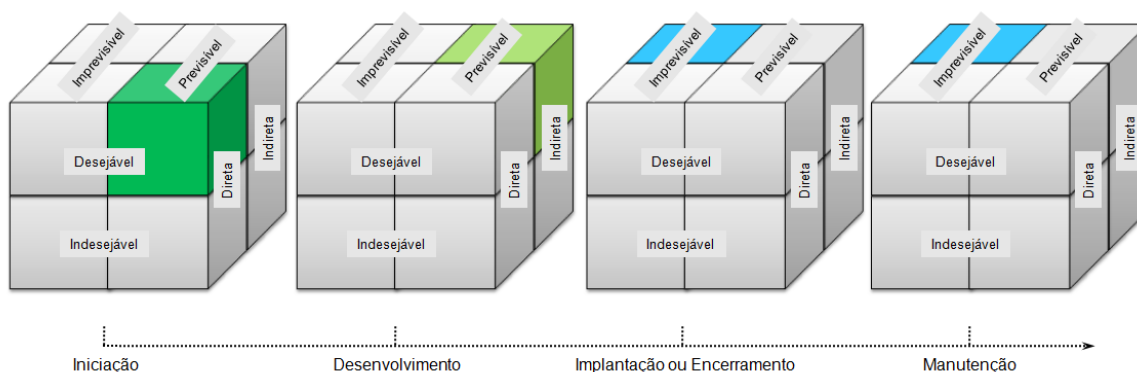 Imprevisível
Previsível
Desejável
Indesejável
Direta
Indireta
Imprevisível
Previsível
Desejável
Indesejável
Direta
Indireta
Imprevisível
Previsível
Desejável
Indesejável
Direta
Indireta
Imprevisível
Previsível
Desejável
Indesejável
Direta
Indireta
Iniciação
Desenvolvimento
Implantação ou Encerramento
Manutenção